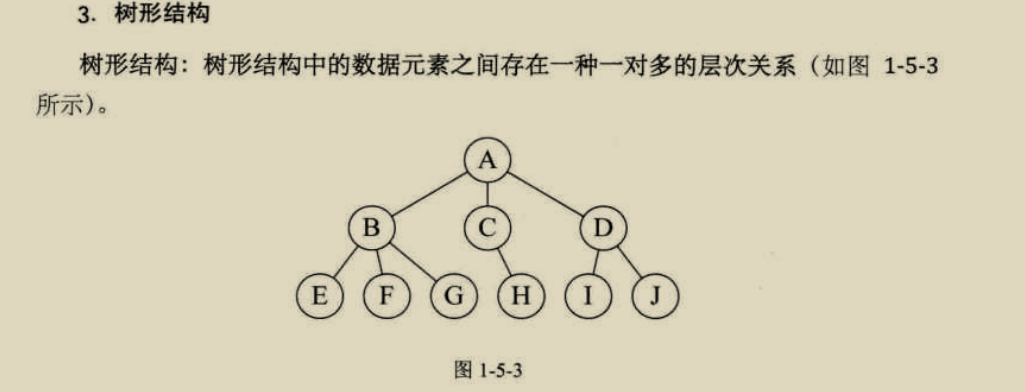 3. 树形结构
树形结构：树形结构中的数据元素之间存在一种一对多的层次关系（如图 1-5-3
所示）。
A
B C D
E F G H I J
图 1-5-3